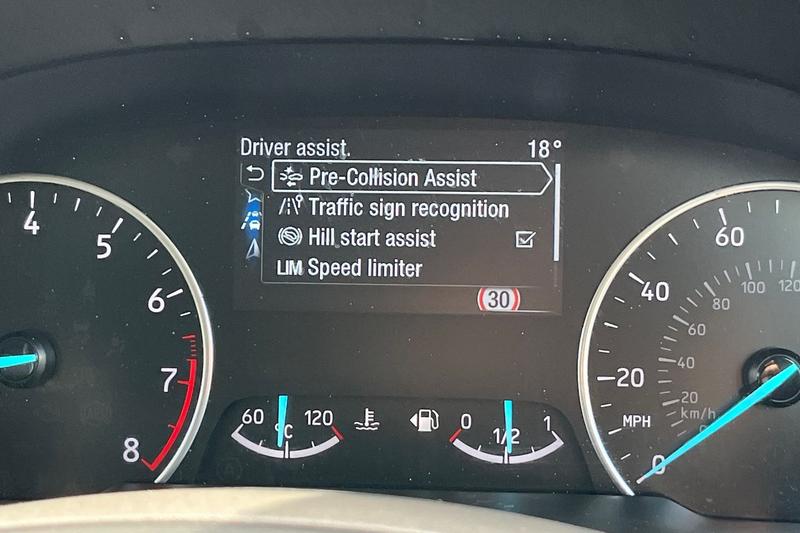 Driver assist. 18°
Pre-Collision Assist
Traffic sign recognition
Hill start assist
LIM Speed limiter
30
4
5
6
7
8
60 120
°C
0 1/2 1
60
40
20
0
MPH
120
100
80
60
40
20
km/h
0